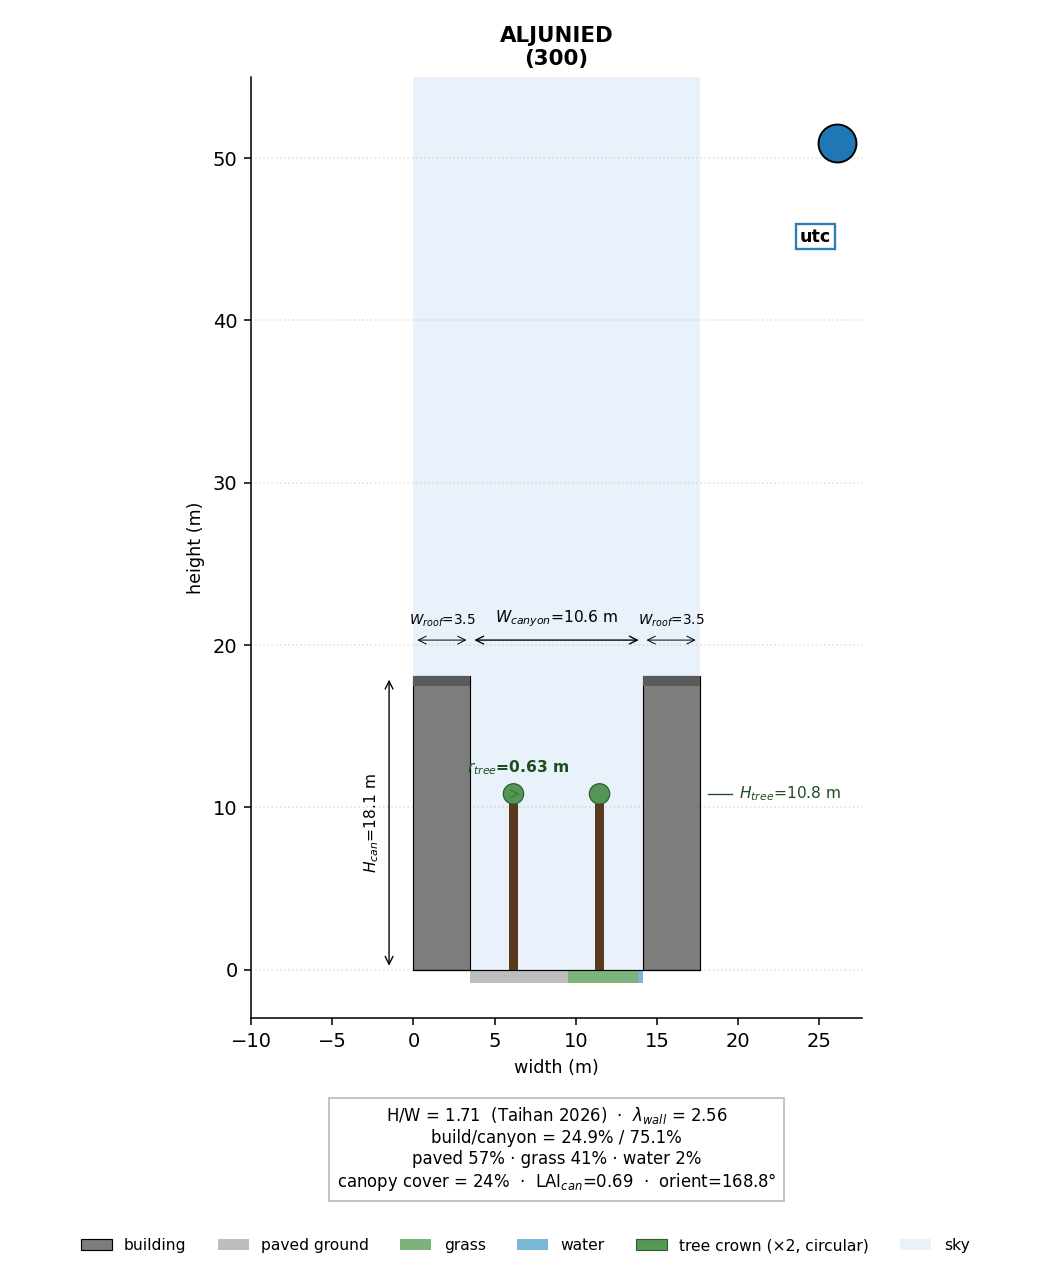 ALJUNIED
(300)
utc
50
40
30
20
10
0
height (m)
W_roof=3.5
W_canyon=10.6 m
W_roof=3.5
H_can=18.1 m
r_tree=0.63 m
H_tree=10.8 m
−10 −5 0 5 10 15 20 25
width (m)
H/W = 1.71 (Taihan 2026) · λ_wall = 2.56
build/canyon = 24.9% / 75.1%
paved 57% · grass 41% · water 2%
canopy cover = 24% · LAI_can=0.69 · orient=168.8°
building paved ground grass water tree crown (×2, circular) sky